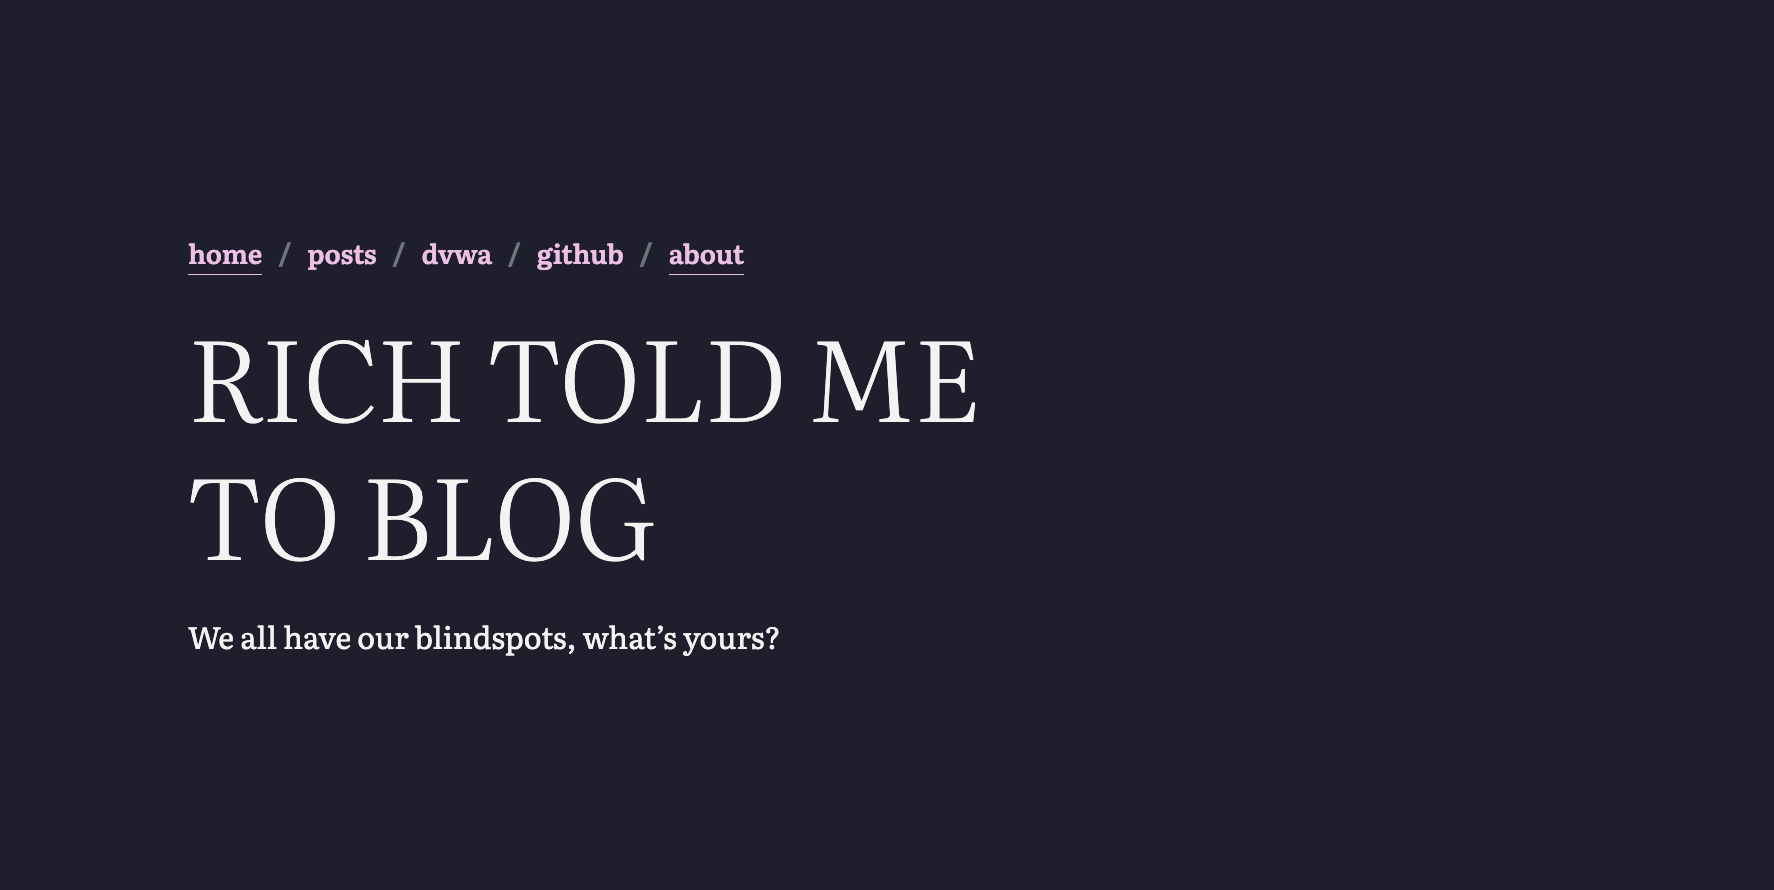 home / posts / dvwa / github / about
RICH TOLD ME
TO BLOG
We all have our blindspots, what’s yours?